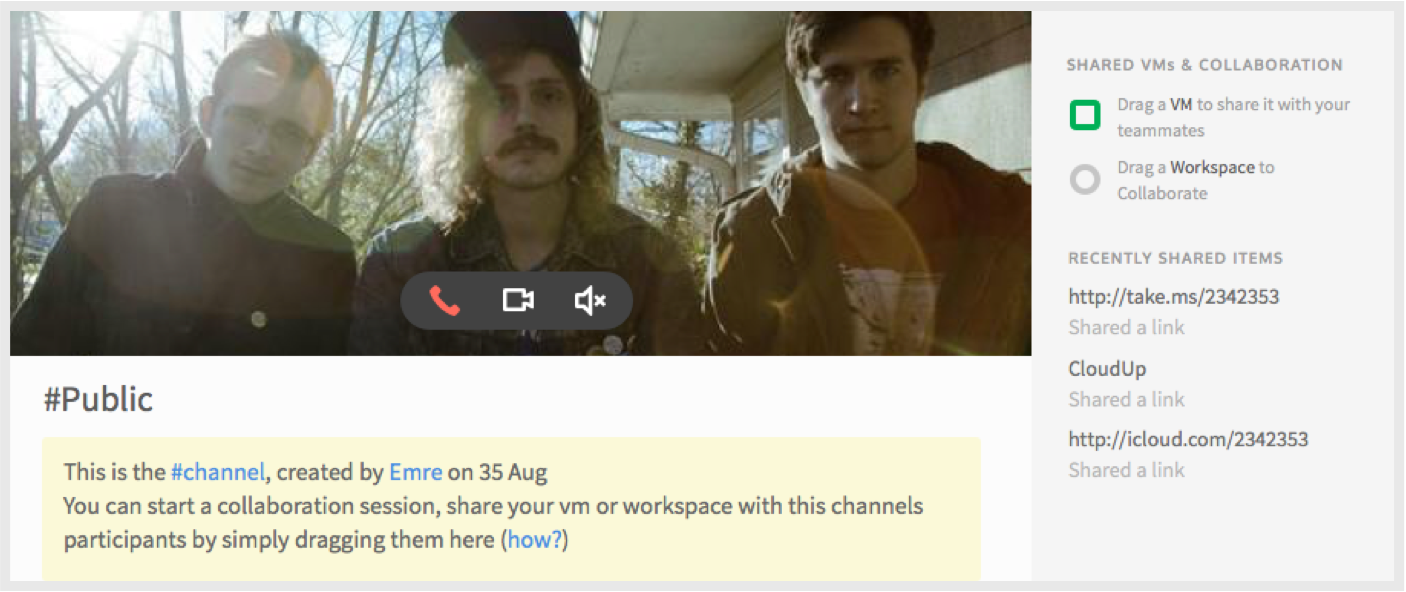 #Public
This is the #channel, created by Emre on 35 Aug
You can start a collaboration session, share your vm or workspace with this channels
participants by simply dragging them here (how?)
SHARED VMs & COLLABORATION
Drag a VM to share it with your
teammates
Drag a Workspace to
Collaborate
RECENTLY SHARED ITEMS
http://take.ms/2342353
Shared a link
CloudUp
Shared a link
http://icloud.com/2342353
Shared a link